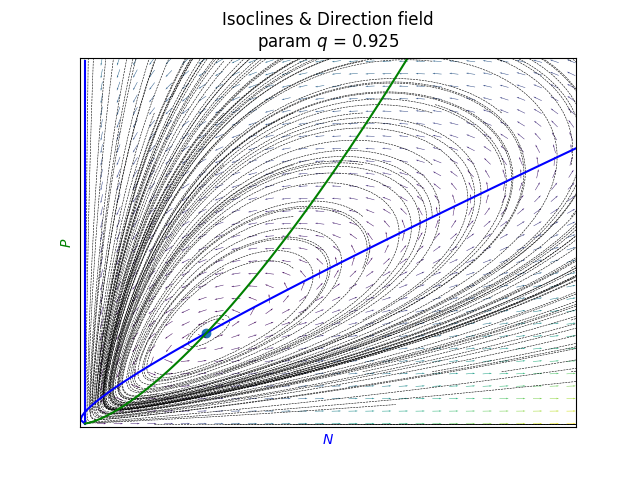 Isoclines & Direction field
param q = 0.925
P
N